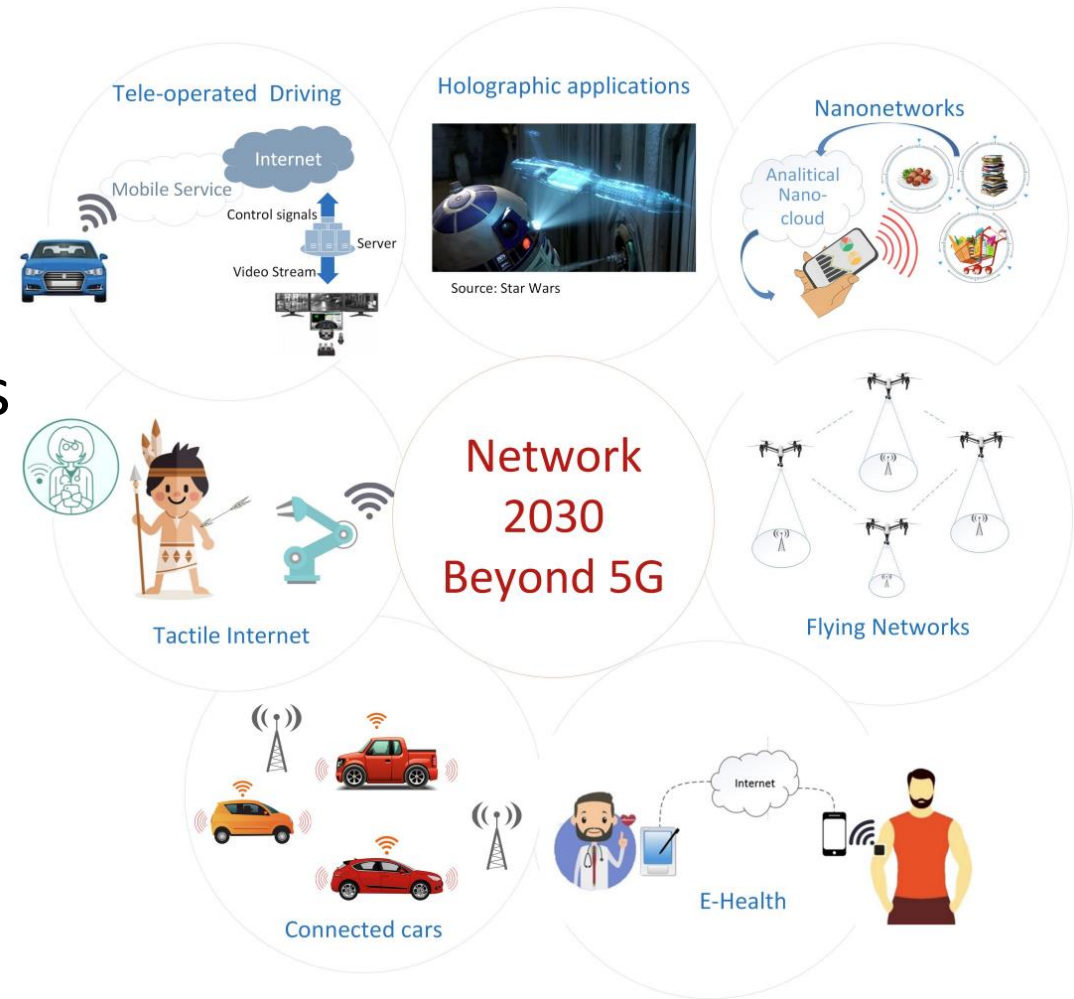 Tele-operated Driving
Internet
Mobile Service
Control signals
Server
Video Stream
Holographic applications
Source: Star Wars
Nanonetworks
Analitical
Nano-
cloud
s
Network
2030
Beyond 5G
Tactile Internet
Flying Networks
Connected cars
Internet
E-Health